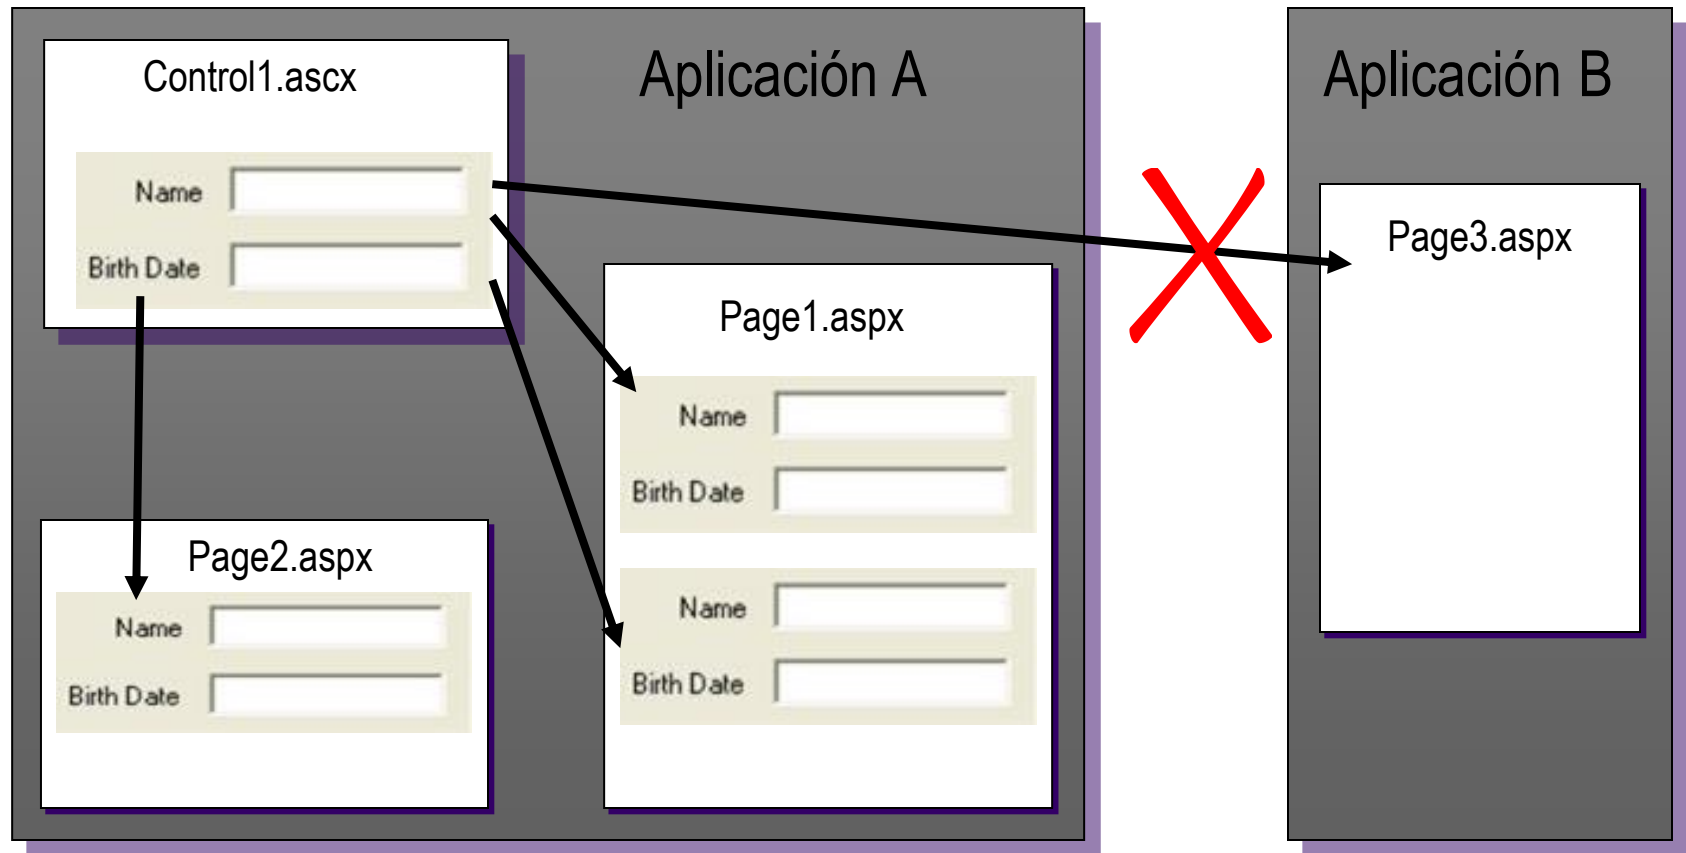 Control1.ascx
Name
Birth Date
Aplicación A
Page1.aspx
Name
Birth Date
Name
Birth Date
Page2.aspx
Name
Birth Date
Aplicación B
Page3.aspx